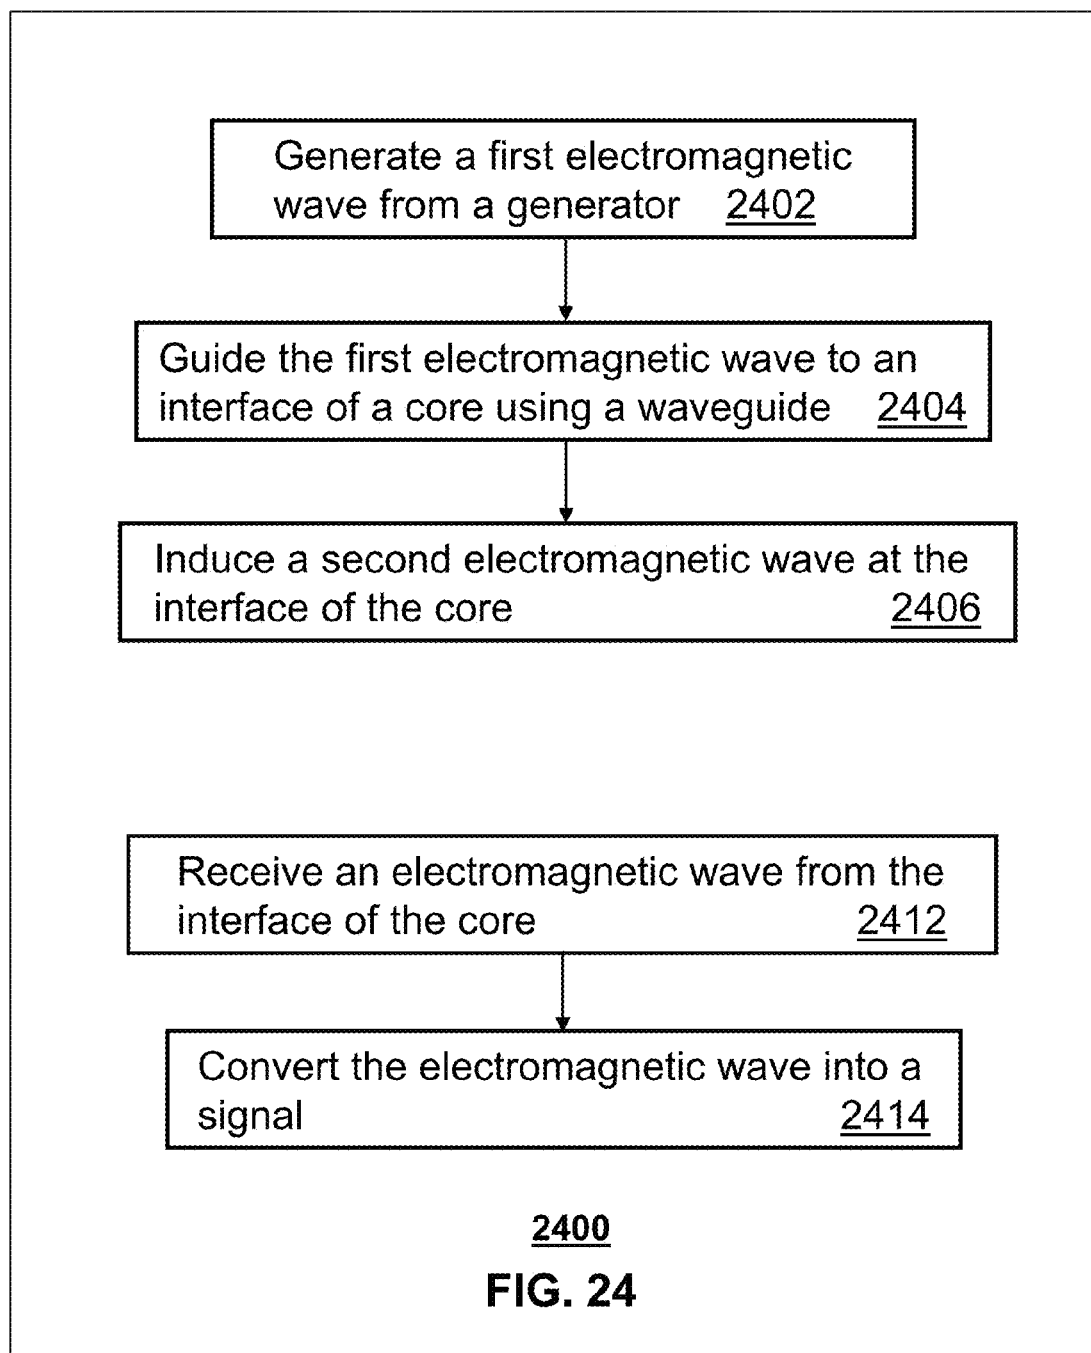 Generate a first electromagnetic
wave from a generator 2402
Guide the first electromagnetic wave to an
interface of a core using a waveguide 2404
Induce a second electromagnetic wave at the
interface of the core 2406
Receive an electromagnetic wave from the
interface of the core 2412
Convert the electromagnetic wave into a
signal 2414
2400
FIG. 24